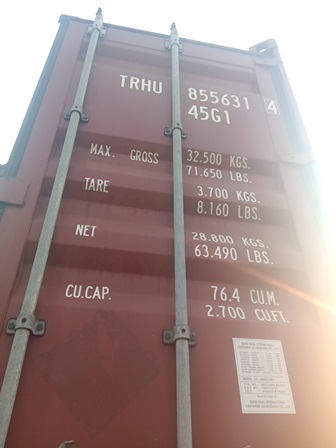 TRHU 855631 4
45G1
MAX. GROSS 32.500 KGS.
71.650 LBS.
TARE 3.700 KGS.
8.160 LBS.
NET 28.800 KGS.
63.490 LBS.
CU.CAP. 76.4 CU.M.
2.700 CU.FT.